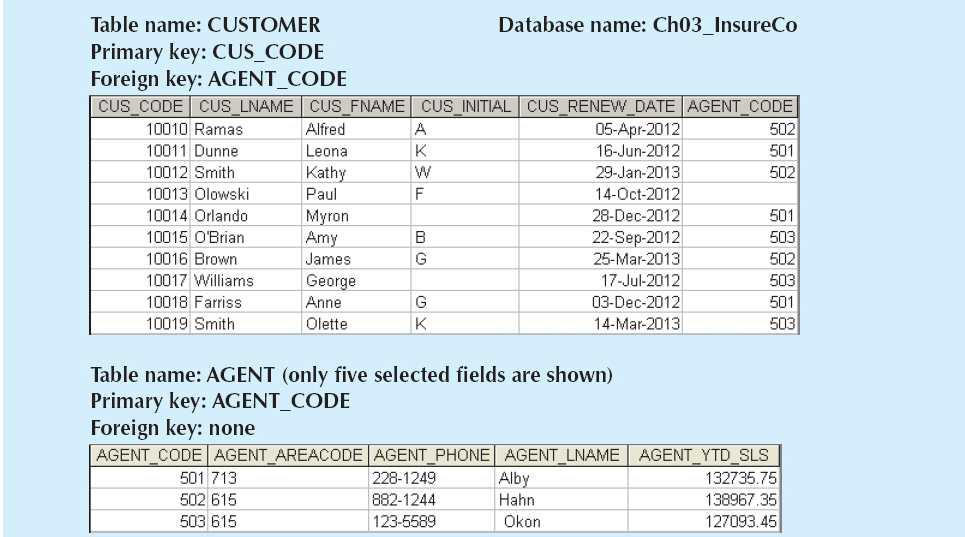 Table name: CUSTOMER Database name: Ch03_InsureCo
Primary key: CUS_CODE
Foreign key: AGENT_CODE
CUS_CODE CUS_LNAME CUS_FNAME CUS_INITIAL CUS_RENEW_DATE AGENT_CODE
10010 Ramas Alfred A 05-Apr-2012 502
10011 Dunne Leona K 16-Jun-2012 501
10012 Smith Kathy W 29-Jan-2013 502
10013 Olowski Paul F 14-Oct-2012
10014 Orlando Myron 28-Dec-2012 501
10015 O'Brian Amy B 22-Sep-2012 503
10016 Brown James G 25-Mar-2013 502
10017 Williams George 17-Jul-2012 503
10018 Farriss Anne G 03-Dec-2012 501
10019 Smith Olette K 14-Mar-2013 503
Table name: AGENT (only five selected fields are shown)
Primary key: AGENT_CODE
Foreign key: none
AGENT_CODE AGENT_AREACODE AGENT_PHONE AGENT_LNAME AGENT_YTD_SLS
501 713 228-1249 Alby 132735.75
502 615 882-1244 Hahn 138967.35
503 615 123-5589 Okon 127093.45